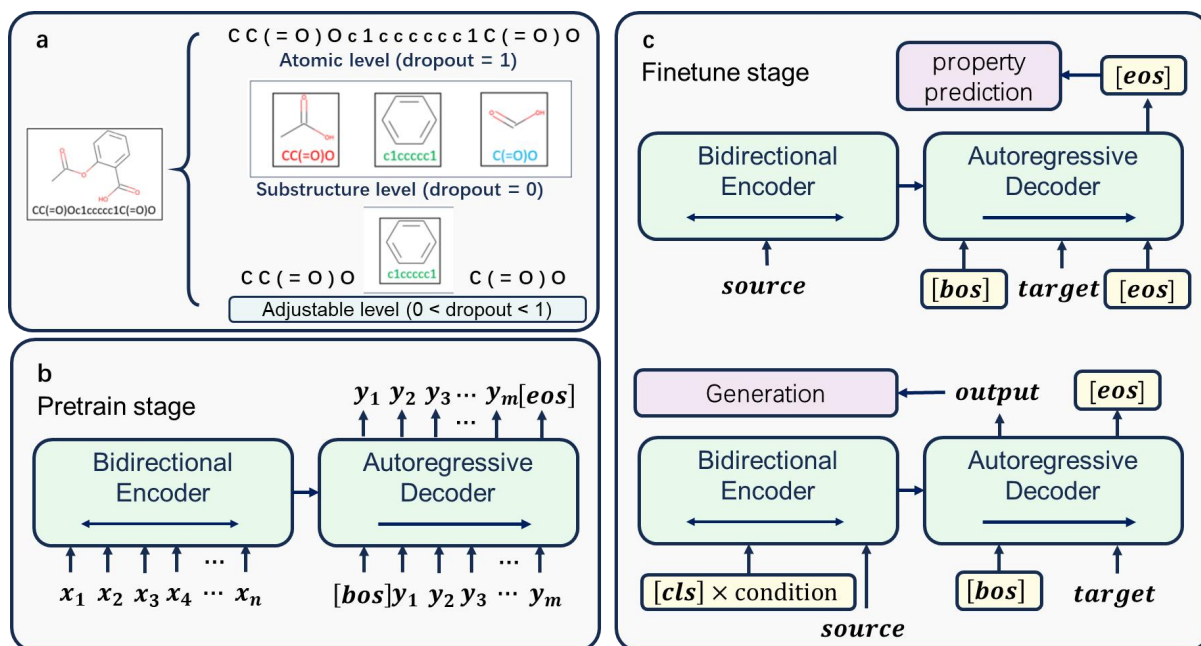 a
C C ( = O ) O c 1 c c c c c c 1 C ( = O ) O
Atomic level (dropout = 1)
O
OH
CC(=O)O
c1ccccc1
O
OH
C(=O)O
Substructure level (dropout = 0)
O
O
O
HO
CC(=O)Oc1ccccc1C(=O)O
c1ccccc1
C C ( = O ) O
C ( = O ) O
Adjustable level (0 < dropout < 1)
b
Pretrain stage
y1 y2 y3 ··· ym[eos]
···
Bidirectional
Encoder
Autoregressive
Decoder
···
···
x1 x2 x3 x4 ··· xn
[bos]y1 y2 y3 ··· ym
c
Finetune stage
property
prediction
[eos]
Bidirectional
Encoder
Autoregressive
Decoder
source
[bos]
target
[eos]
Generation
output
[eos]
Bidirectional
Encoder
Autoregressive
Decoder
[cls] × condition
source
[bos]
target